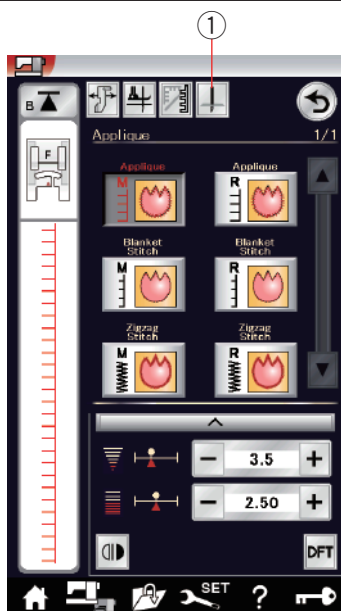 1
B
F
Applique 1/1
Applique Applique
M R
Blanket Stitch Blanket Stitch
M R
Zigzag Stitch Zigzag Stitch
M R
− 3.5 +
− 2.50 +
DFT
SET ?